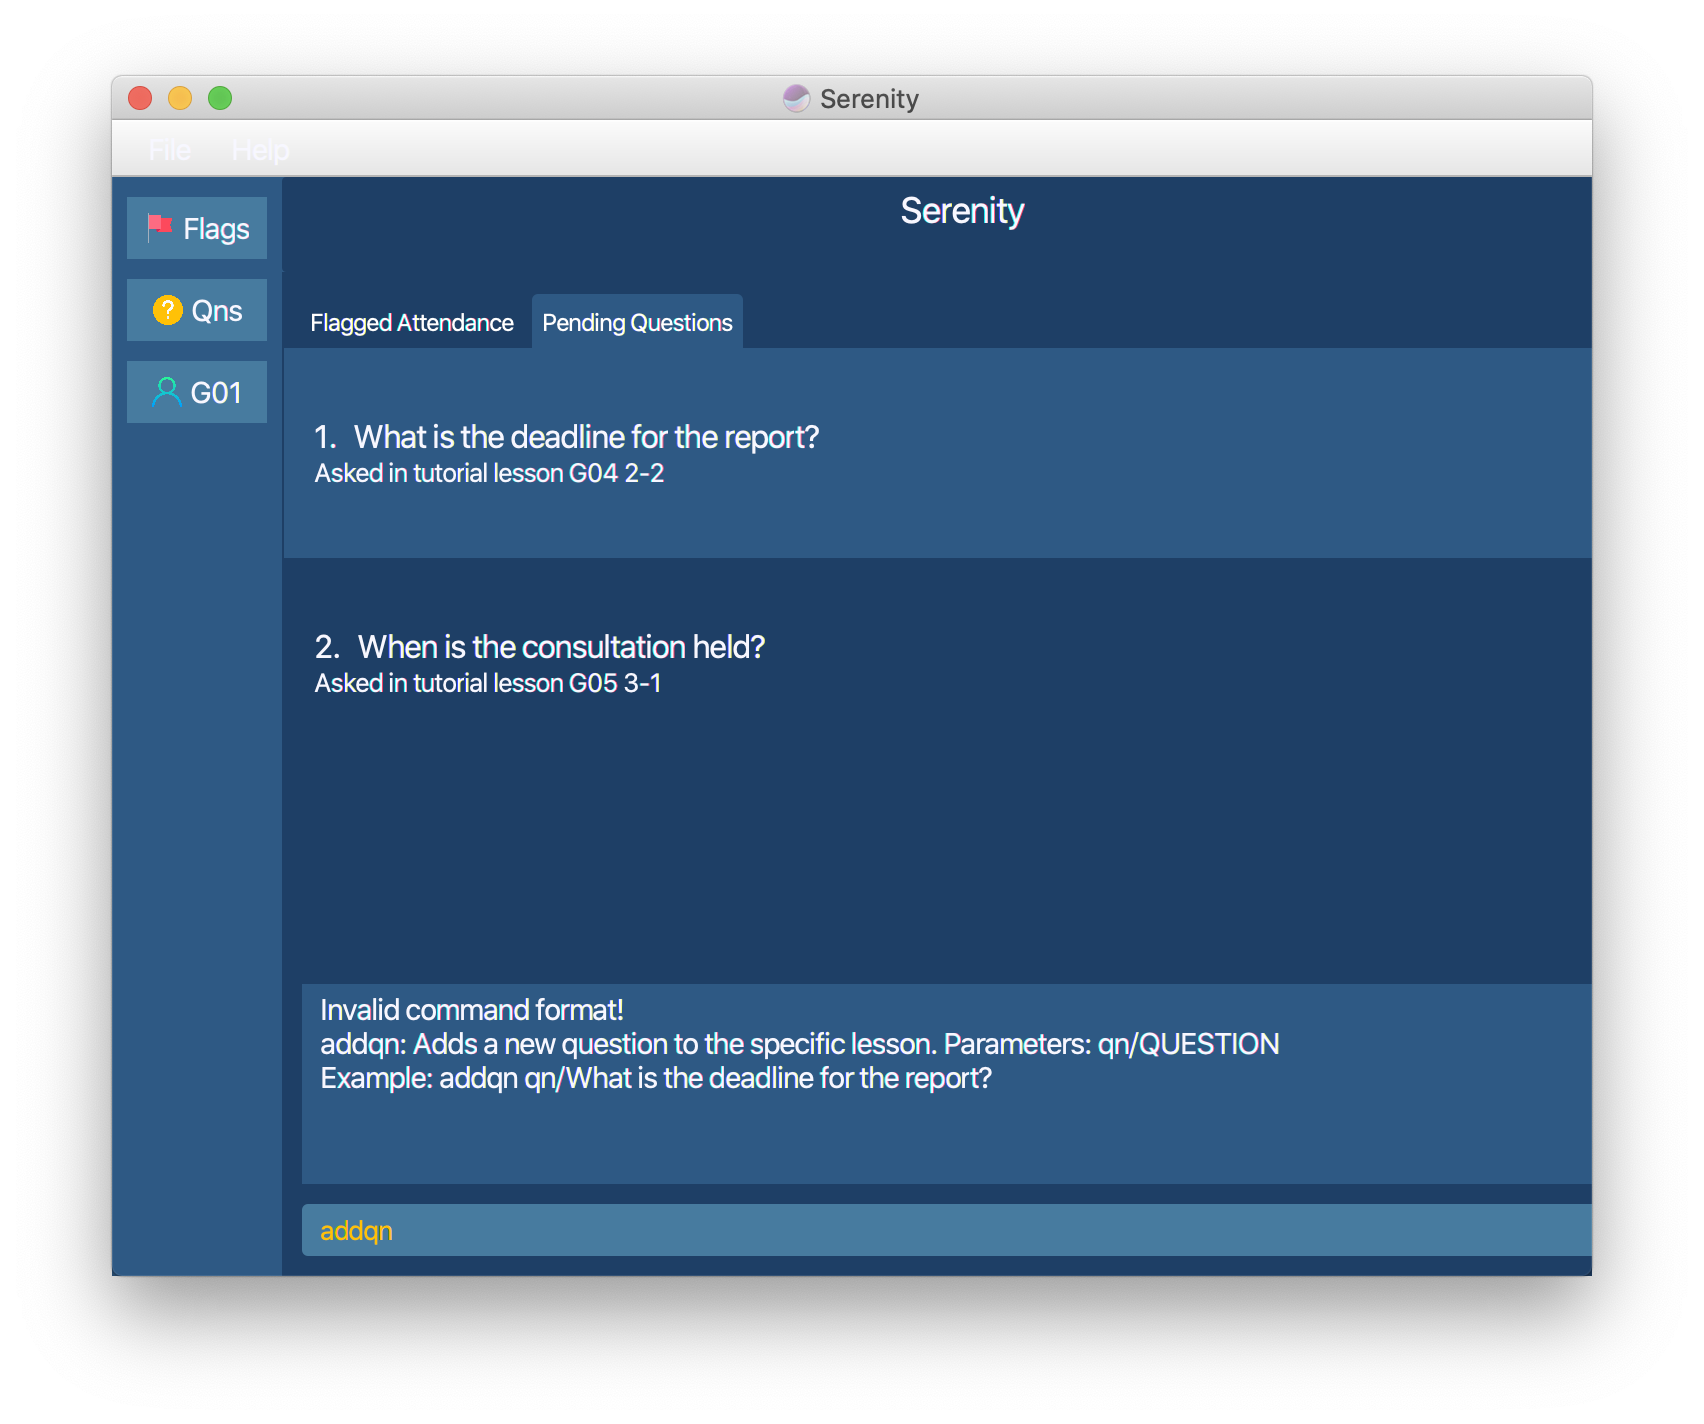 Serenity
File Help
Flags
Qns
G01
Serenity
Flagged Attendance Pending Questions
1. What is the deadline for the report?
Asked in tutorial lesson G04 2-2
2. When is the consultation held?
Asked in tutorial lesson G05 3-1
Invalid command format!
addqn: Adds a new question to the specific lesson. Parameters: qn/QUESTION
Example: addqn qn/What is the deadline for the report?
addqn